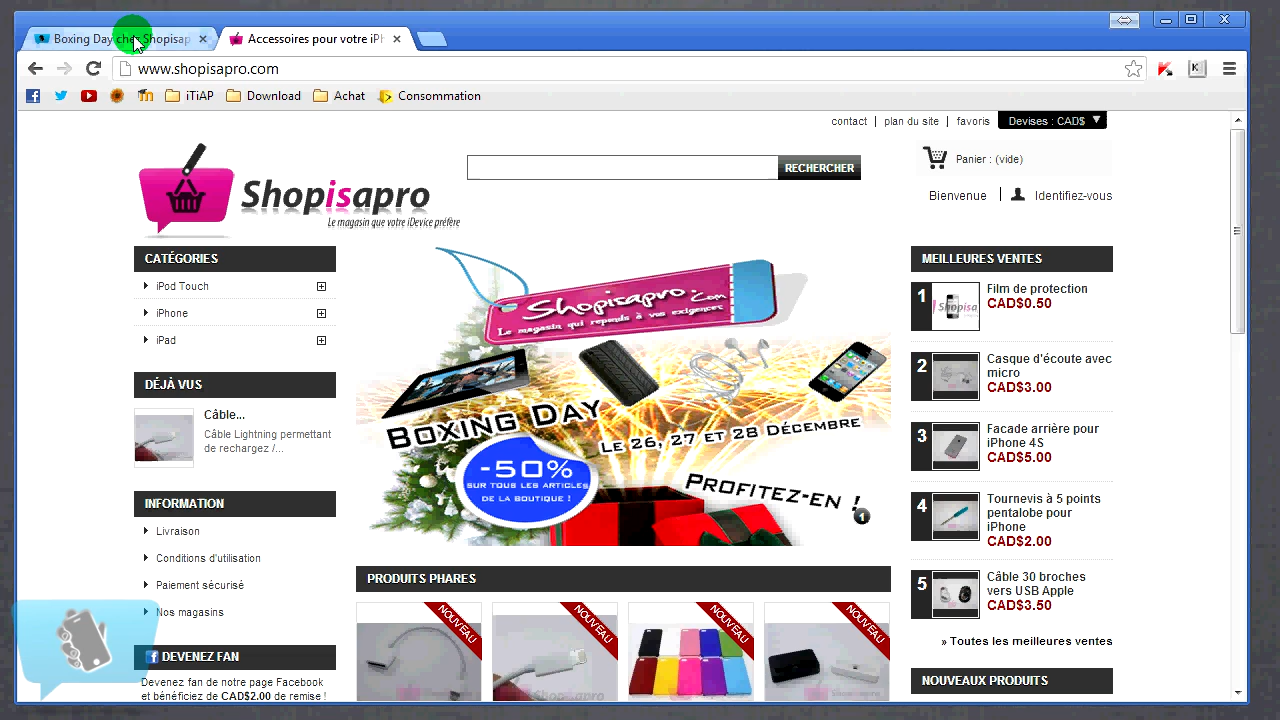 Boxing Day chez Shopisap
Accessoires pour votre iPh
www.shopisapro.com
iTiAP
Download
Achat
Consommation
contact | plan du site | favoris
Devises : CAD$
Shopisapro
Le magasin que votre iDevice préfère
RECHERCHER
Panier : (vide)
Bienvenue | Identifiez-vous
CATÉGORIES
iPod Touch
iPhone
iPad
DÉJÀ VUS
Câble...
Câble Lightning permettant
de rechargez /...
INFORMATION
Livraison
Conditions d'utilisation
Paiement sécurisé
Nos magasins
DEVENEZ FAN
Devenez fan de notre page Facebook
et bénéficiez de CAD$2.00 de remise !
Shopisapro.com
Le magasin qui repends à vos exigences
BOXING DAY
LE 26, 27 ET 28 DÉCEMBRE
-50%
SUR TOUS LES ARTICLES
DE LA BOUTIQUE !
PROFITEZ-EN !
1
PRODUITS PHARES
NOUVEAU
NOUVEAU
NOUVEAU
NOUVEAU
MEILLEURES VENTES
1
Film de protection
CAD$0.50
2
Casque d'écoute avec
micro
CAD$3.00
3
Facade arrière pour
iPhone 4S
CAD$5.00
4
Tournevis à 5 points
pentalobe pour
iPhone
CAD$2.00
5
Câble 30 broches
vers USB Apple
CAD$3.50
» Toutes les meilleures ventes
NOUVEAUX PRODUITS